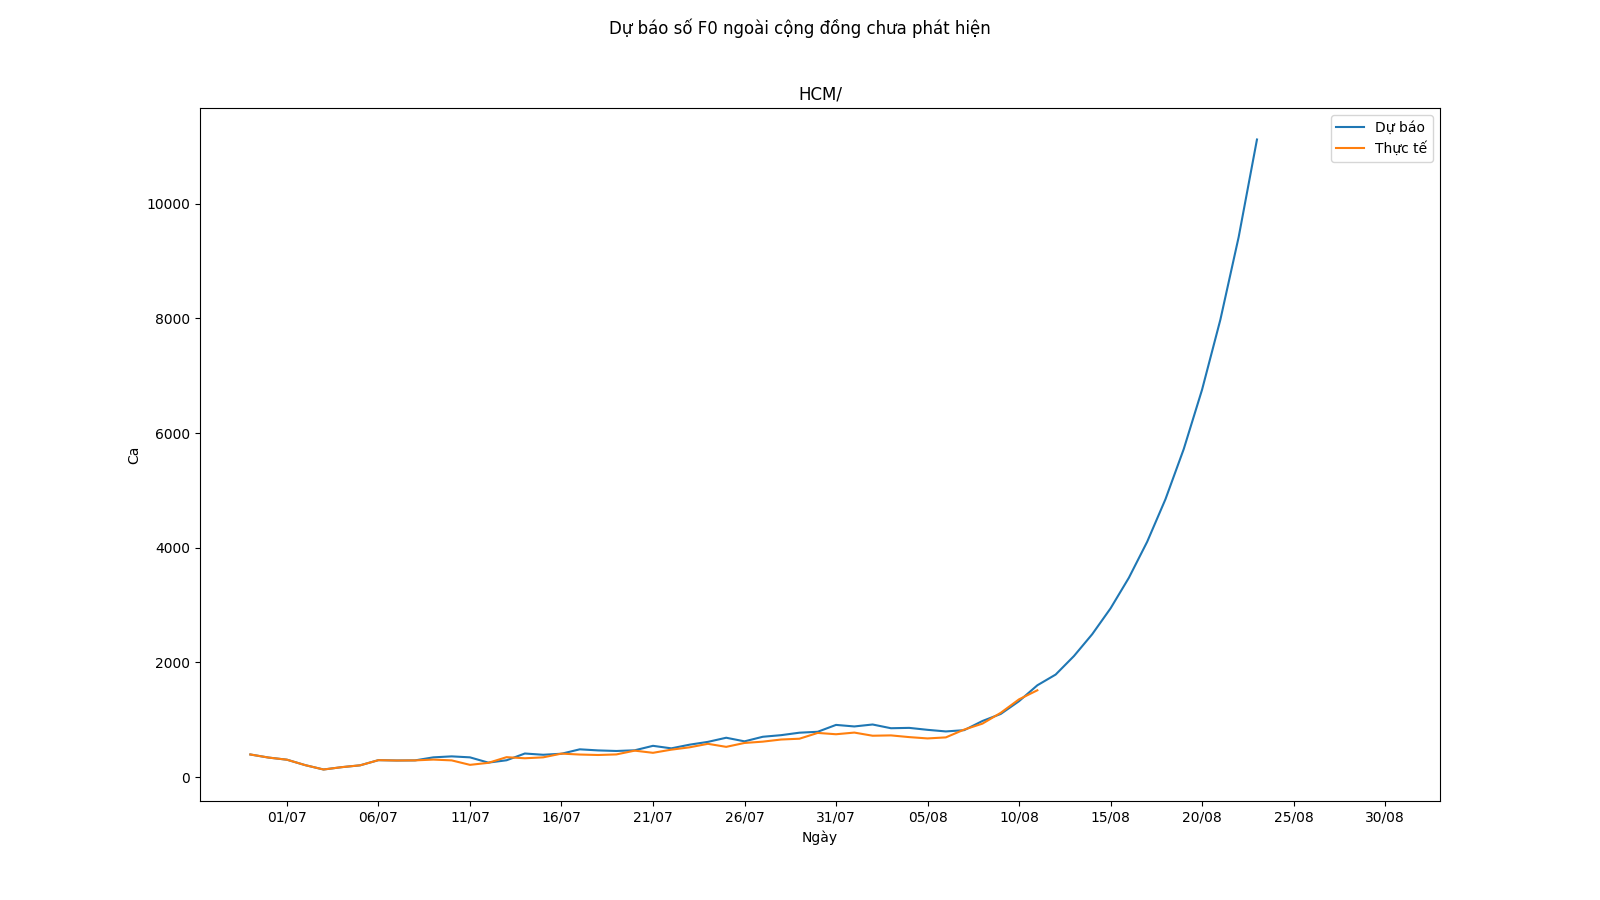 Dự báo số F0 ngoài cộng đồng chưa phát hiện
HCM/
Dự báo
Thực tế
10000
8000
6000
4000
2000
0
Ca
01/07 06/07 11/07 16/07 21/07 26/07 31/07 05/08 10/08 15/08 20/08 25/08 30/08
Ngày